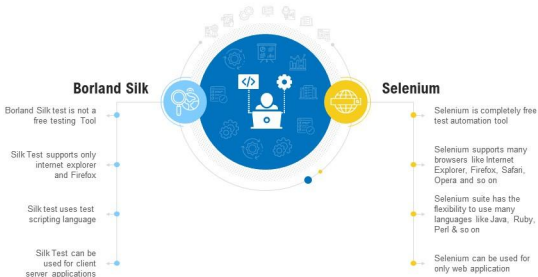 Borland Silk
Borland Silk test is not a
free testing Tool
Silk Test supports only
internet explorer
and Firefox
Silk test uses test
scripting language
Silk Test can be
used for client
server applications
</>
Selenium
Selenium is completely free
test automation tool
Selenium supports many
browsers like Internet
Explorer, Firefox, Safari,
Opera and so on
Selenium suite has the
flexibility to use many
languages like Java, Ruby,
Perl & so on
Selenium can be used for
only web application